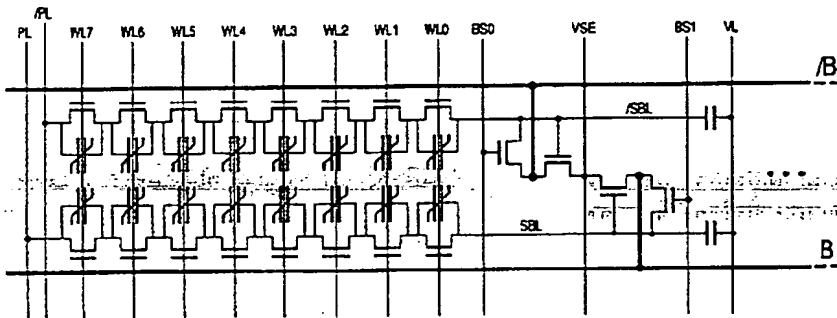 /PL
PL WL7 WL6 WL5 WL4 WL3 WL2 WL1 WL0 BS0 VSE BS1 VL
/B
/SBL
SBL
B